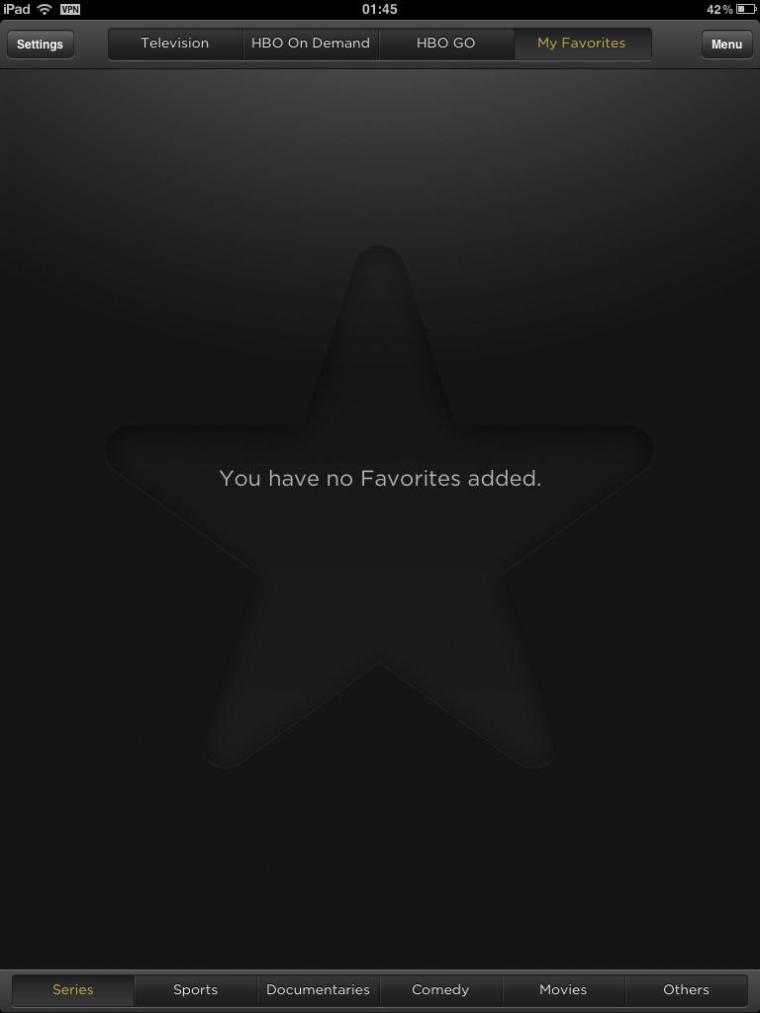 iPad VPN 01:45 42%
Settings Television HBO On Demand HBO GO My Favorites Menu
You have no Favorites added.
Series Sports Documentaries Comedy Movies Others